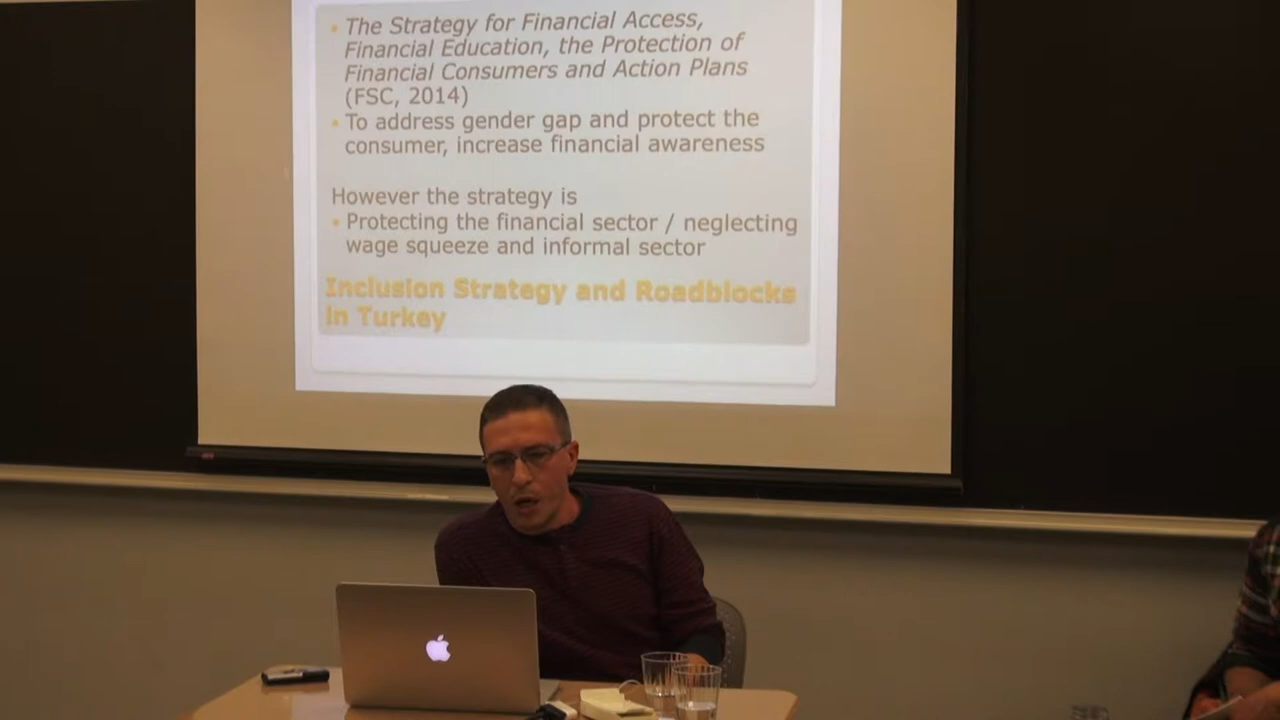 The Strategy for Financial Access,
Financial Education, the Protection of
Financial Consumers and Action Plans
(FSC, 2014)
To address gender gap and protect the
consumer, increase financial awareness
However the strategy is
Protecting the financial sector / neglecting
wage squeeze and informal sector
Inclusion Strategy and Roadblocks
in Turkey